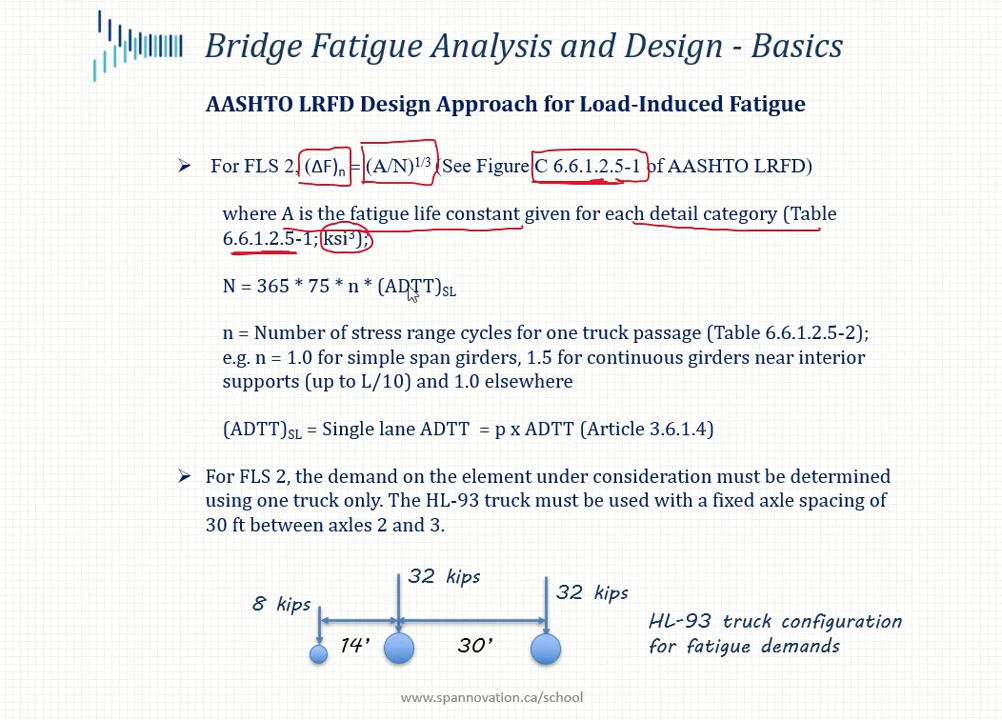 Bridge Fatigue Analysis and Design - Basics
AASHTO LRFD Design Approach for Load-Induced Fatigue
➢ For FLS 2, (ΔF)n = (A/N)^1/3 (See Figure C 6.6.1.2.5-1 of AASHTO LRFD)
where A is the fatigue life constant given for each detail category (Table
6.6.1.2.5-1; ksi³);
N = 365 * 75 * n * (ADTT)SL
n = Number of stress range cycles for one truck passage (Table 6.6.1.2.5-2);
e.g. n = 1.0 for simple span girders, 1.5 for continuous girders near interior
supports (up to L/10) and 1.0 elsewhere
(ADTT)SL = Single lane ADTT = p x ADTT (Article 3.6.1.4)
➢ For FLS 2, the demand on the element under consideration must be determined
using one truck only. The HL-93 truck must be used with a fixed axle spacing of
30 ft between axles 2 and 3.
32 kips
8 kips
32 kips
14'
30'
HL-93 truck configuration
for fatigue demands
www.spannovation.ca/school